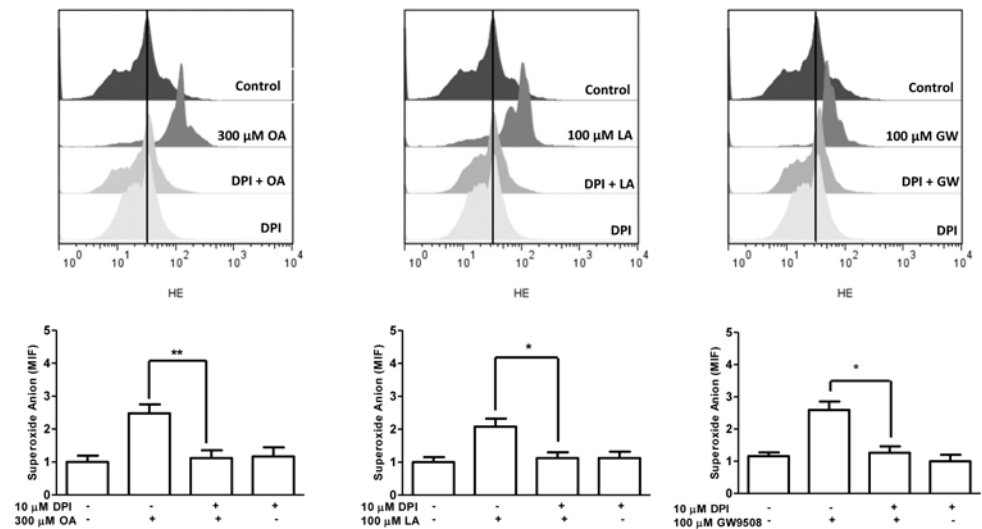 Control
300 µM OA
DPI + OA
DPI
10⁰ 10¹ 10² 10³ 10⁴
HE
Control
100 µM LA
DPI + LA
DPI
10⁰ 10¹ 10² 10³ 10⁴
HE
Control
100 µM GW
DPI + GW
DPI
10⁰ 10¹ 10² 10³ 10⁴
HE
Superoxide Anion (MIF)
5
4
3
2
1
0
**
10 µM DPI - - + +
300 µM OA - + + -
Superoxide Anion (MIF)
5
4
3
2
1
0
*
10 µM DPI - - + +
100 µM LA - + + -
Superoxide Anion (MIF)
5
4
3
2
1
0
*
10 µM DPI - - + +
100 µM GW9508 - + + -